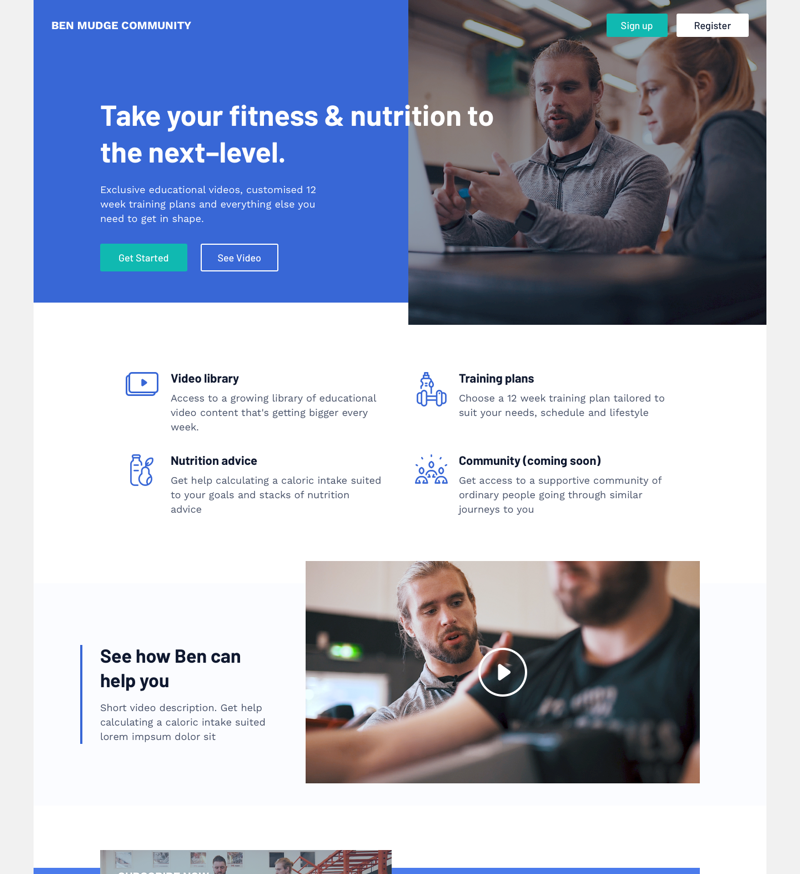 BEN MUDGE COMMUNITY
Sign up
Register
Take your fitness & nutrition to
the next-level.
Exclusive educational videos, customised 12
week training plans and everything else you
need to get in shape.
Get Started
See Video
Video library
Access to a growing library of educational
video content that's getting bigger every
week.
Training plans
Choose a 12 week training plan tailored to
suit your needs, schedule and lifestyle
Nutrition advice
Get help calculating a caloric intake suited
to your goals and stacks of nutrition
advice
Community (coming soon)
Get access to a supportive community of
ordinary people going through similar
journeys to you
See how Ben can
help you
Short video description. Get help
calculating a caloric intake suited
lorem impsum dolor sit
SUBSCRIBE NOW